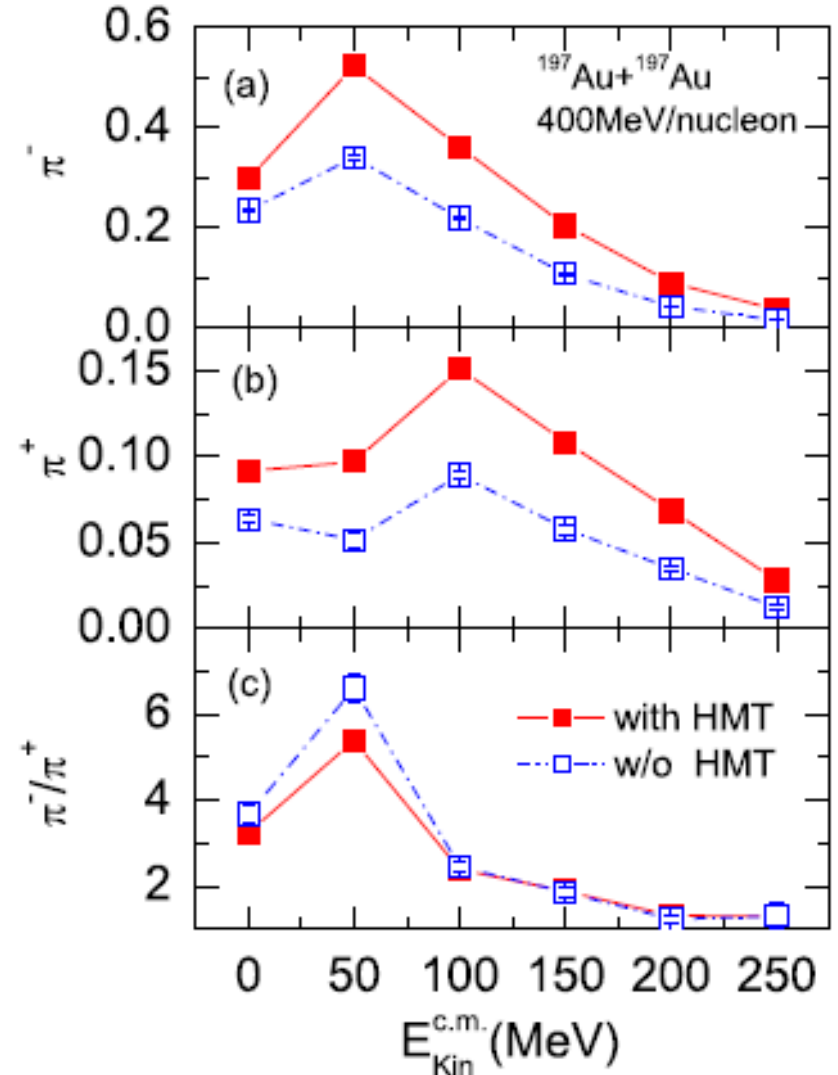 (a)
¹⁹⁷Au+¹⁹⁷Au
400MeV/nucleon
π⁻
0.6
0.4
0.2
0.0
(b)
π⁺
0.15
0.10
0.05
0.00
(c)
π⁻/π⁺
6
4
2
with HMT
w/o HMT
0 50 100 150 200 250
E_Kin^c.m.(MeV)